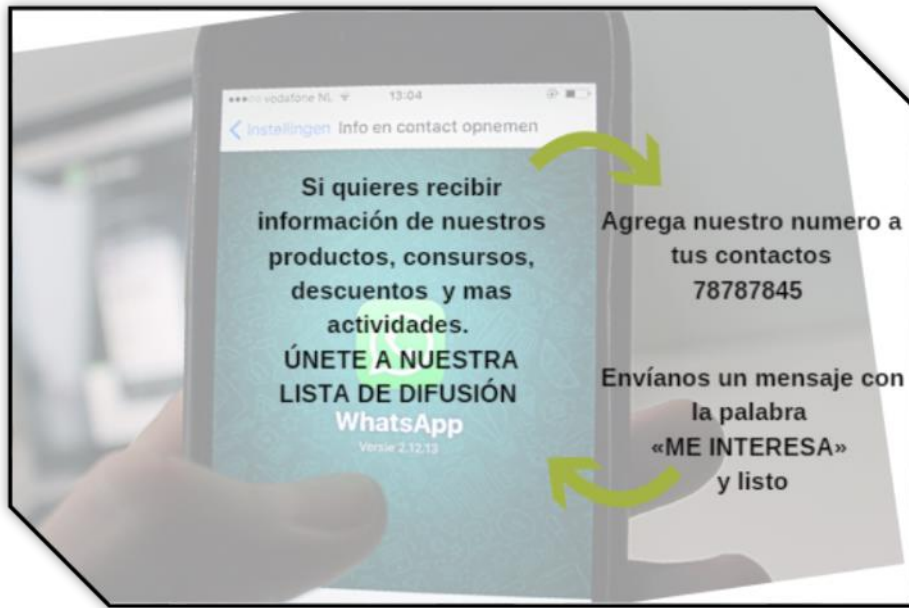 vodafone NL 13:04
Instellingen Info en contact opnemen
Si quieres recibir
información de nuestros
productos, consursos,
descuentos y mas
actividades.
ÚNETE A NUESTRA
LISTA DE DIFUSIÓN
WhatsApp
Versie 2.12.13
Agrega nuestro numero a
tus contactos
78787845
Envíanos un mensaje con
la palabra
«ME INTERESA»
y listo